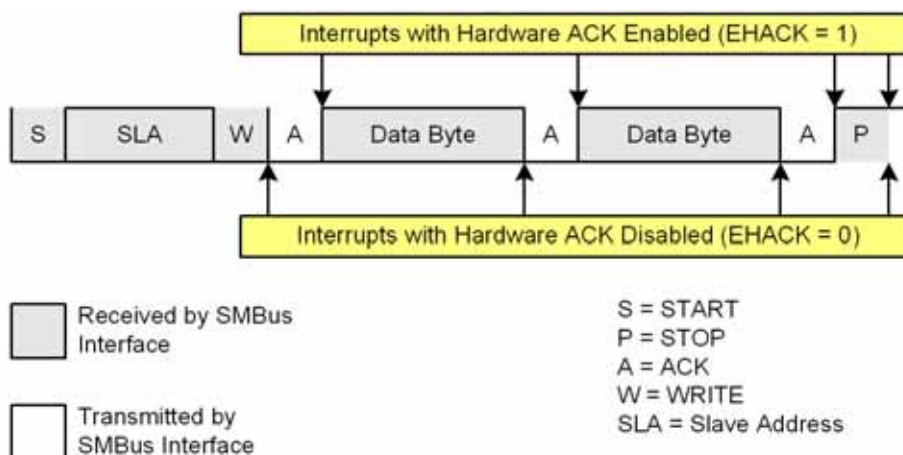 Interrupts with Hardware ACK Enabled (EHACK = 1)
S SLA W A Data Byte A Data Byte A P
Interrupts with Hardware ACK Disabled (EHACK = 0)
Received by SMBus
Interface
Transmitted by
SMBus Interface
S = START
P = STOP
A = ACK
W = WRITE
SLA = Slave Address